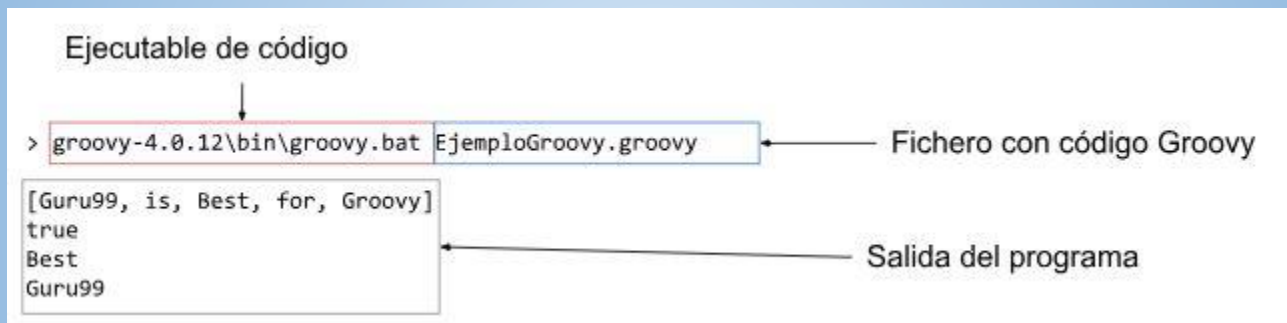 Ejecutable de código
> groovy-4.0.12\bin\groovy.bat EjemploGroovy.groovy
Fichero con código Groovy
[Guru99, is, Best, for, Groovy]
true
Best
Guru99
Salida del programa